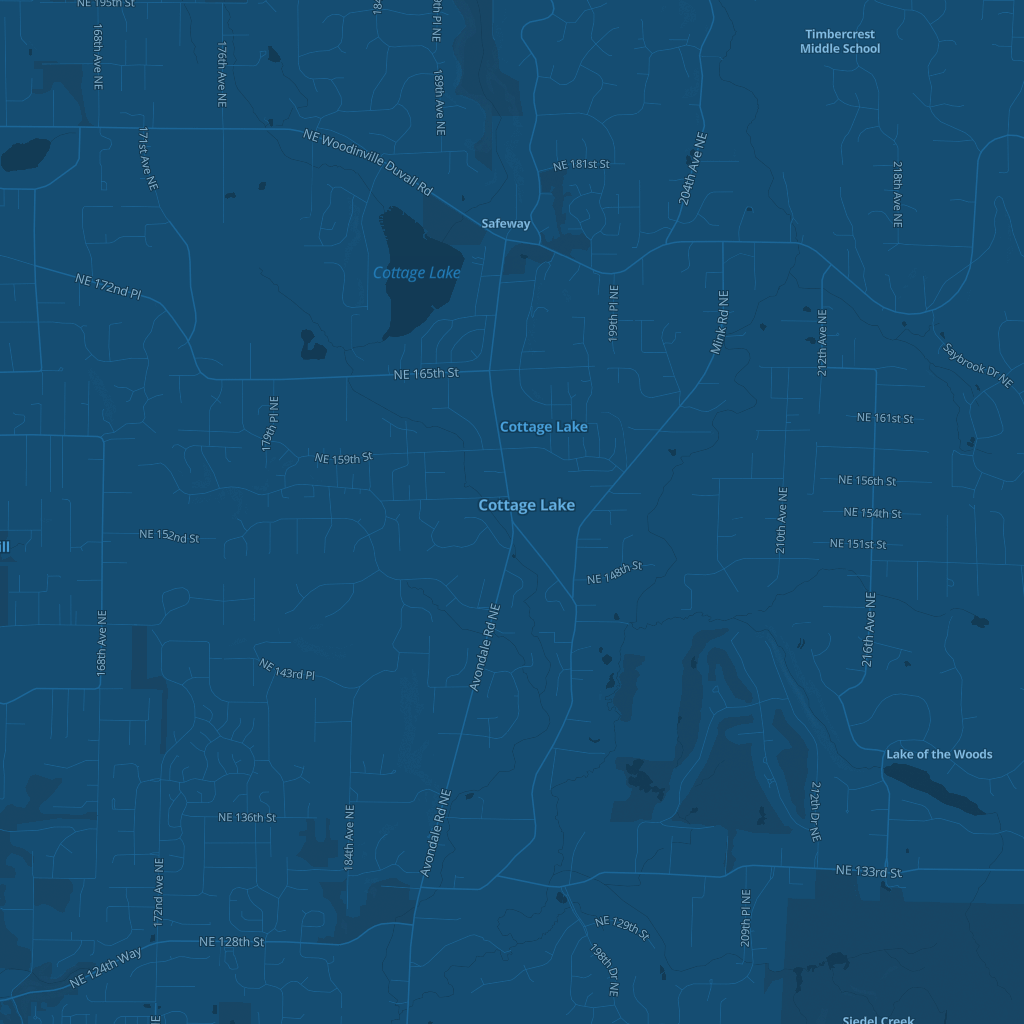 NE 195th St
168th Ave NE
176th Ave NE
189th Ave NE
Timbercrest
Middle School
171st Ave NE
NE Woodinville Duvall Rd
NE 181st St
204th Ave NE
218th Ave NE
Safeway
Cottage Lake
NE 172nd Pl
199th Pl NE
Mink Rd NE
212th Ave NE
Saybrook Dr NE
NE 165th St
179th Pl NE
Cottage Lake
NE 161st St
NE 159th St
NE 156th St
Cottage Lake
NE 154th St
210th Ave NE
NE 152nd St
NE 151st St
ill
NE 148th St
168th Ave NE
Avondale Rd NE
216th Ave NE
NE 143rd Pl
Lake of the Woods
NE 136th St
184th Ave NE
Avondale Rd NE
212th Dr NE
NE 133rd St
172nd Ave NE
209th Pl NE
NE 129th St
NE 128th St
198th Dr NE
NE 124th Way
Siedel Creek